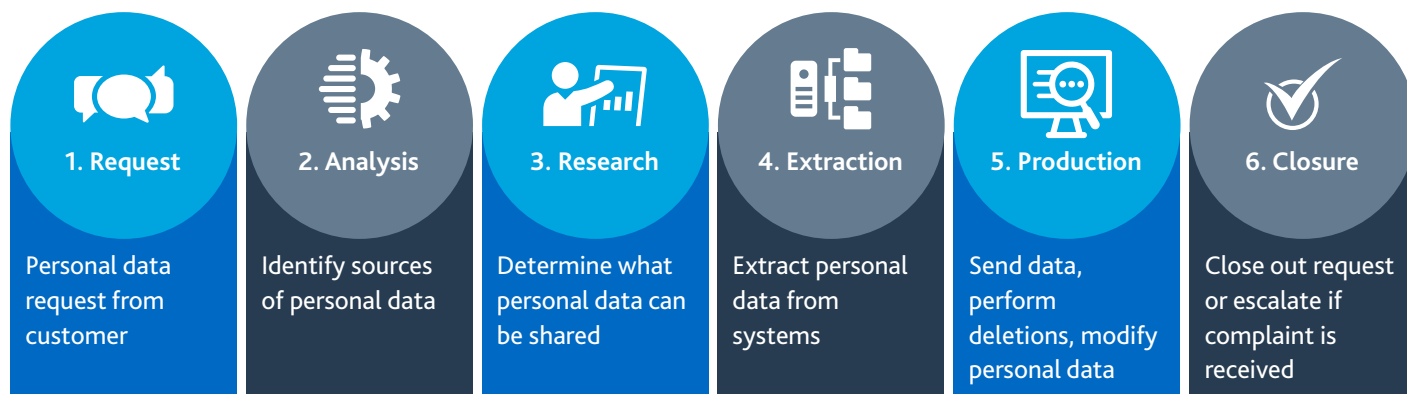 1. Request
Personal data
request from
customer
2. Analysis
Identify sources
of personal data
3. Research
Determine what
personal data can
be shared
4. Extraction
Extract personal
data from
systems
5. Production
Send data,
perform
deletions, modify
personal data
6. Closure
Close out request
or escalate if
complaint is
received